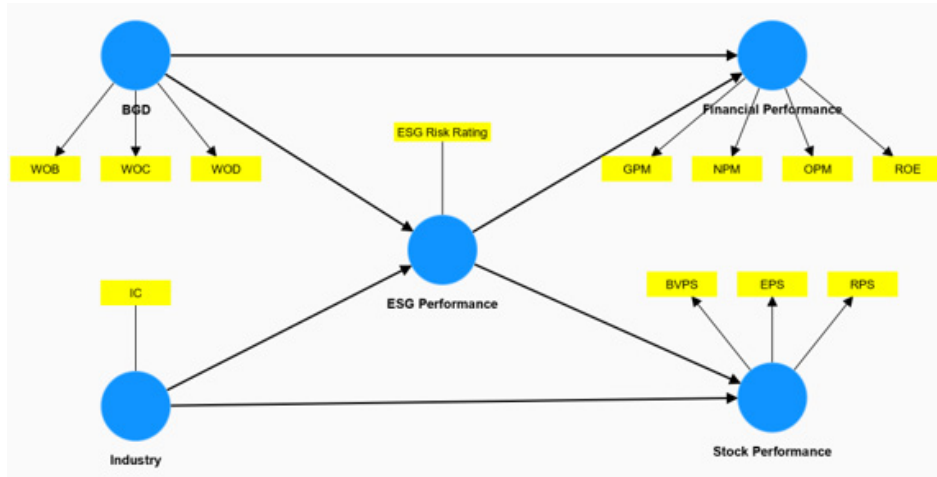 BGD
Financial Performance
ESG Risk Rating
WOB
WOC
WOD
GPM
NPM
OPM
ROE
IC
BVPS
EPS
RPS
ESG Performance
Industry
Stock Performance